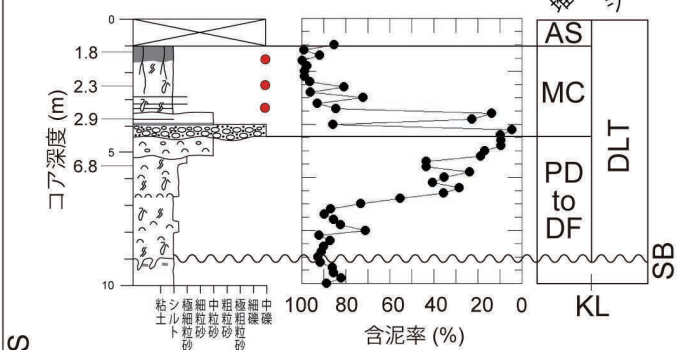 0
1.8
2.3
2.9
5
6.8
10
コア深度 (m)
粘土
シルト
極細粒砂
細粒砂
中粒砂
粗粒砂
極粗粒砂
細礫
中礫
100 80 60 40 20 0
含泥率 (%)
AS
MC
PD
to
DF
DLT
SB
KL
S